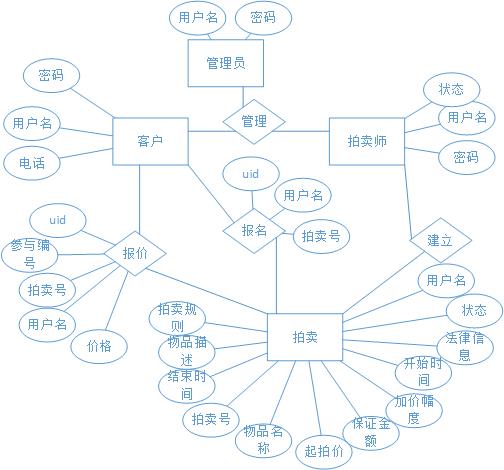 用户名
密码
管理员
密码
状态
用户名
管理
用户名
客户
拍卖师
电话
密码
uid
用户名
uid
参与编
号
报价
报名
拍卖号
建立
拍卖号
用户名
用户名
状态
价格
拍卖规
则
拍卖
物品描
述
法律信
息
结束时
间
开始时
间
拍卖号
加价幅
度
物品名
称
保证金
额
起拍价